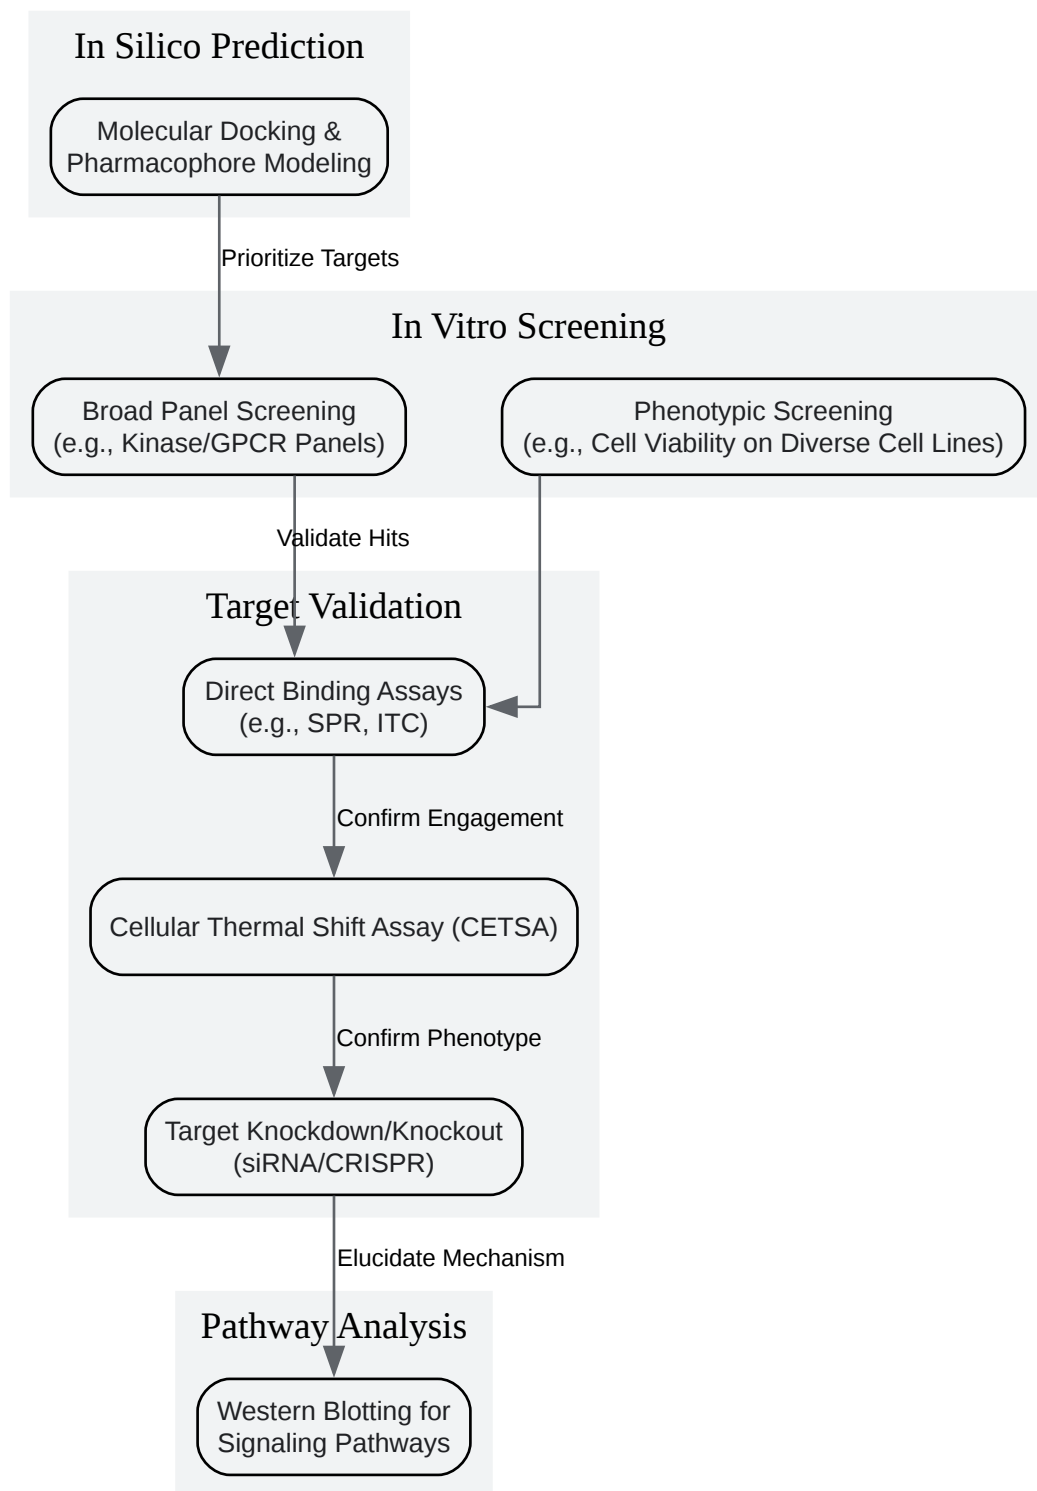 In Silico Prediction
Molecular Docking &
Pharmacophore Modeling
Prioritize Targets
In Vitro Screening
Broad Panel Screening
(e.g., Kinase/GPCR Panels)
Phenotypic Screening
(e.g., Cell Viability on Diverse Cell Lines)
Validate Hits
Target Validation
Direct Binding Assays
(e.g., SPR, ITC)
Confirm Engagement
Cellular Thermal Shift Assay (CETSA)
Confirm Phenotype
Target Knockdown/Knockout
(siRNA/CRISPR)
Elucidate Mechanism
Pathway Analysis
Western Blotting for
Signaling Pathways